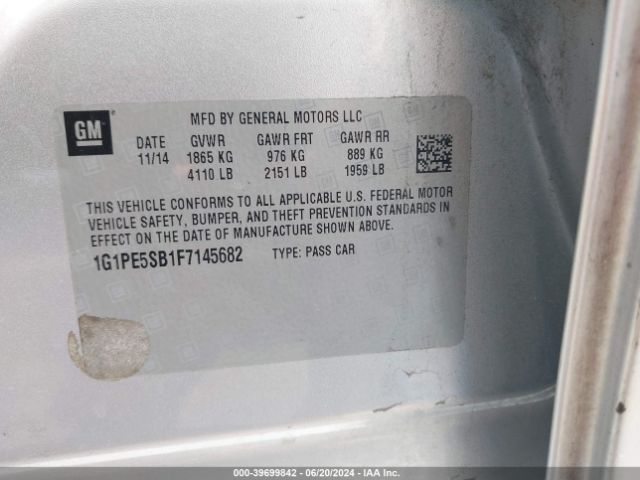 GM
MFD BY GENERAL MOTORS LLC
DATE GVWR GAWR FRT GAWR RR
11/14 1865 KG 976 KG 889 KG
4110 LB 2151 LB 1959 LB
THIS VEHICLE CONFORMS TO ALL APPLICABLE U.S. FEDERAL MOTOR
VEHICLE SAFETY, BUMPER, AND THEFT PREVENTION STANDARDS IN
EFFECT ON THE DATE OF MANUFACTURE SHOWN ABOVE.
1G1PE5SB1F7145682 TYPE: PASS CAR
000-39699842 - 06/20/2024 - IAA Inc.